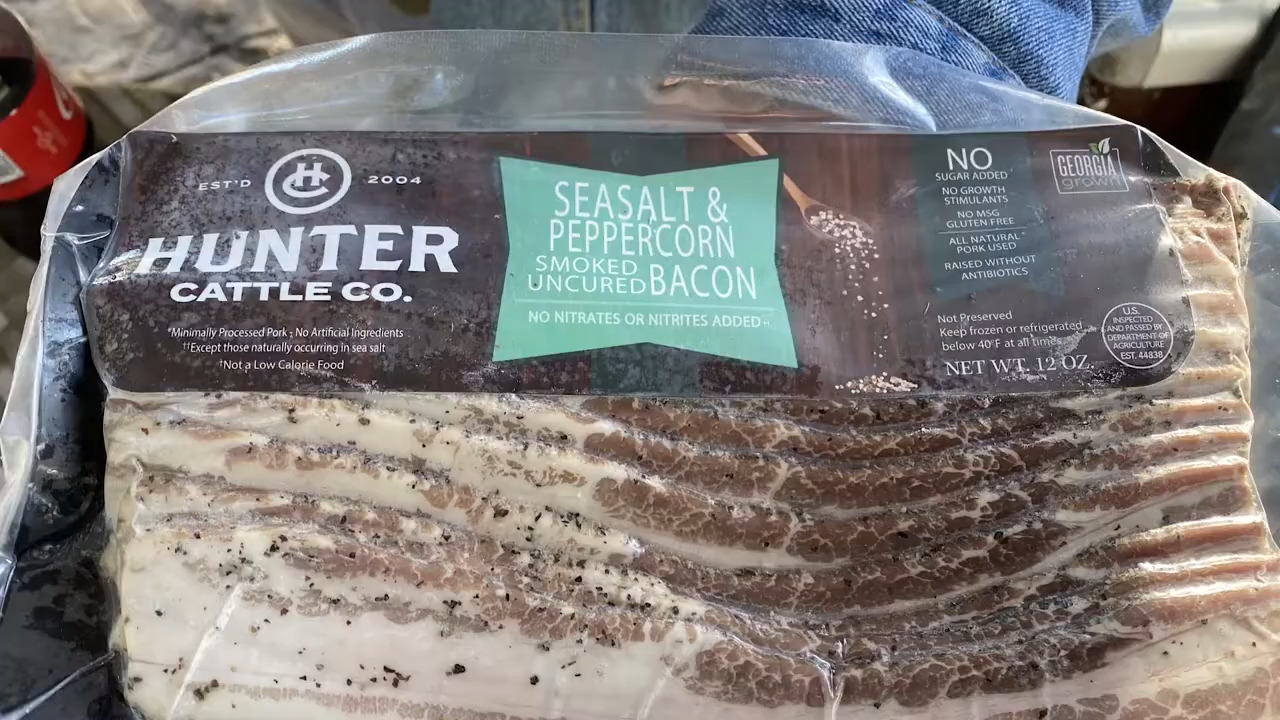 EST'D 2004
HUNTER
CATTLE CO.
*Minimally Processed Pork - No Artificial Ingredients
††Except those naturally occurring in sea salt
†Not a Low Calorie Food
SEASALT &
PEPPERCORN
SMOKED
UNCURED BACON
NO NITRATES OR NITRITES ADDED††
NO
SUGAR ADDED†
NO GROWTH
STIMULANTS
NO MSG
GLUTEN FREE
ALL NATURAL*
PORK USED
RAISED WITHOUT
ANTIBIOTICS
GEORGIA
grown
Not Preserved
Keep frozen or refrigerated
below 40°F at all times
NET WT. 12 OZ.
U.S.
INSPECTED
AND PASSED BY
DEPARTMENT OF
AGRICULTURE
EST. 44838